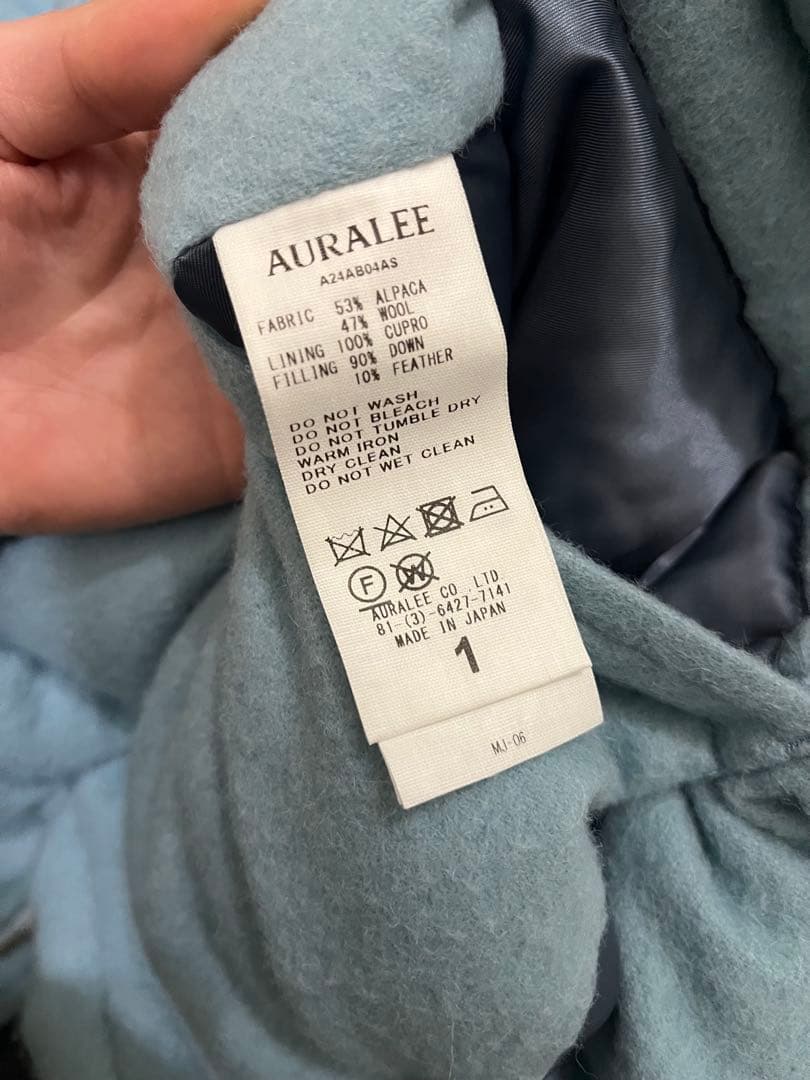 AURALEE
A24AB04AS
FABRIC 53% ALPACA
47% WOOL
LINING 100% CUPRO
FILLING 90% DOWN
10% FEATHER
DO NOT WASH
DO NOT BLEACH
DO NOT TUMBLE DRY
WARM IRON
DRY CLEAN
DO NOT WET CLEAN
F W
AURALEE CO.,LTD.
81-(3)-6427-7141
MADE IN JAPAN
1
MJ-06